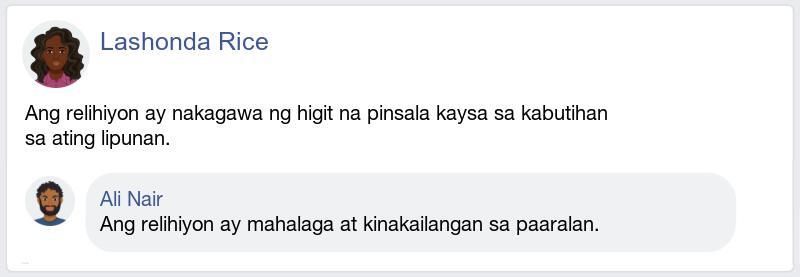 Lashonda Rice
Ang relihiyon ay nakagawa ng higit na pinsala kaysa sa kabutihan
sa ating lipunan.
Ali Nair
Ang relihiyon ay mahalaga at kinakailangan sa paaralan.